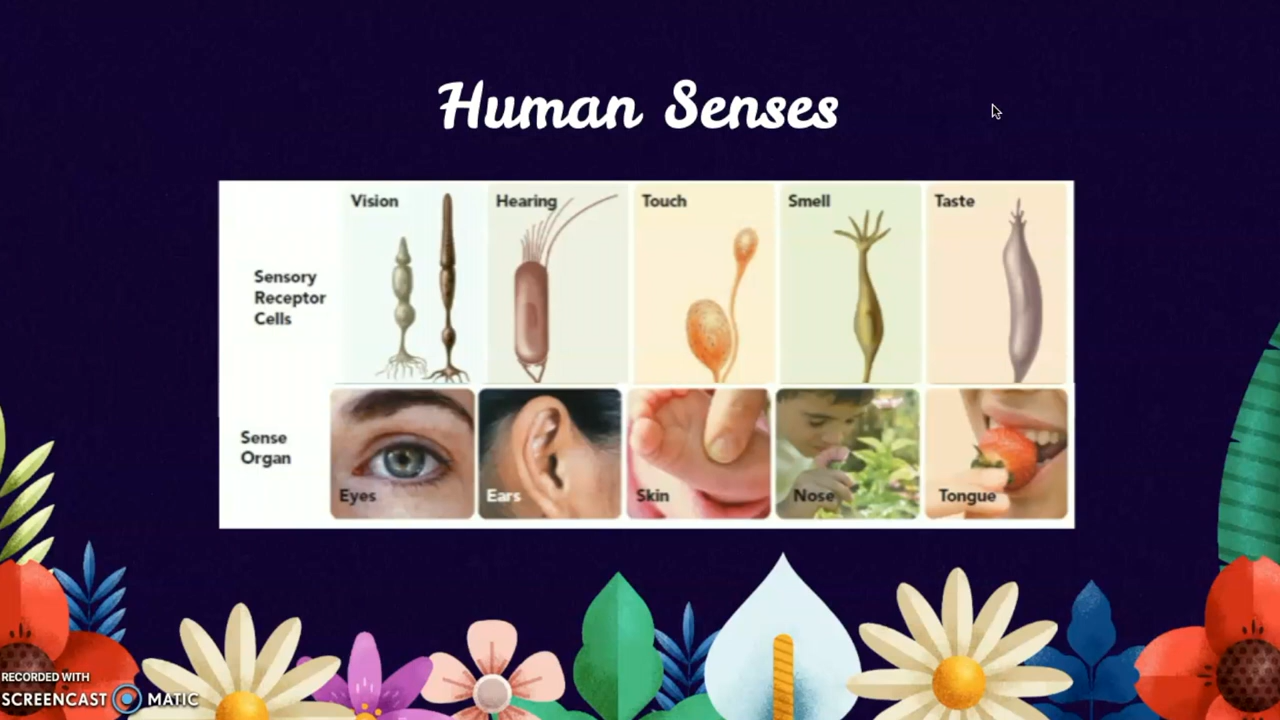 Human Senses
Vision Hearing Touch Smell Taste
Sensory
Receptor
Cells
Sense
Organ
Eyes Ears Skin Nose Tongue
RECORDED WITH
SCREENCAST MATIC